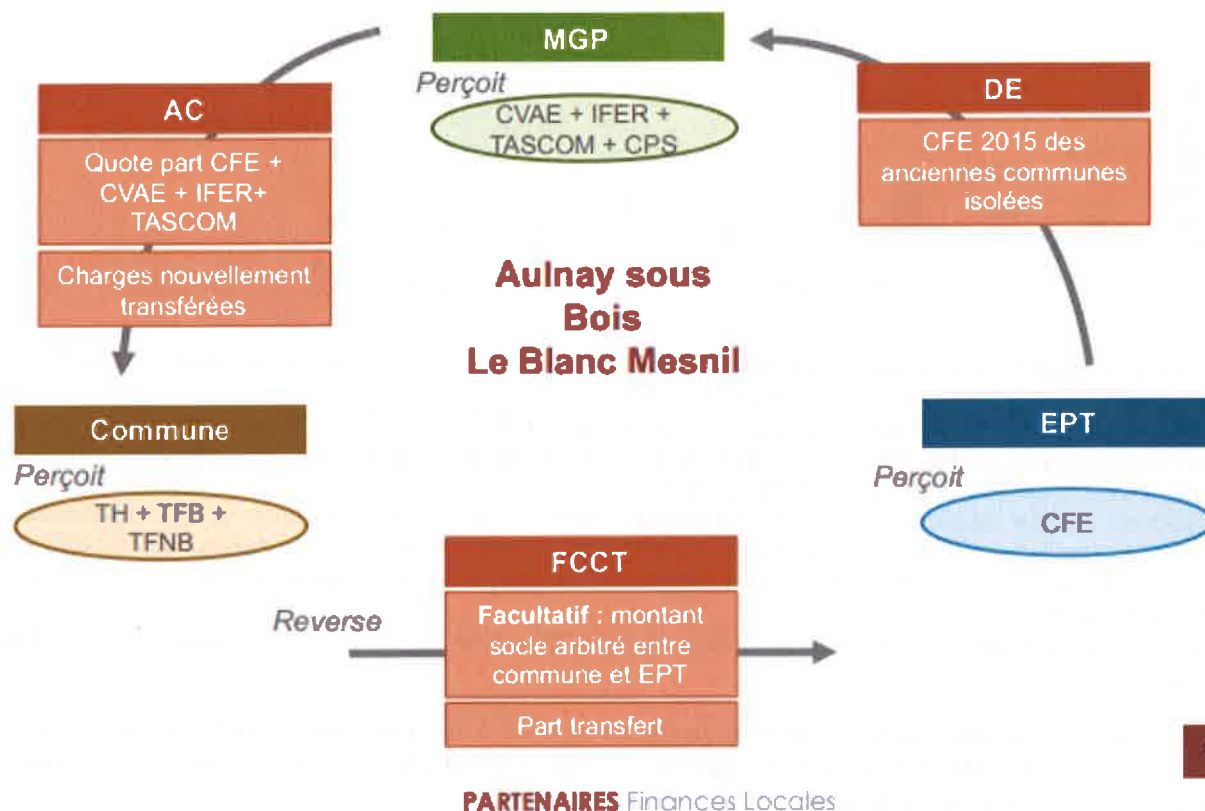 MGP
Perçoit
CVAE + IFER +
TASCOM + CPS
AC
Quote part CFE +
CVAE + IFER+
TASCOM
Charges nouvellement
transférées
DE
CFE 2015 des
anciennes communes
isolées
Aulnay sous
Bois
Le Blanc Mesnil
Commune
Perçoit
TH + TFB +
TFNB
EPT
Perçoit
CFE
Reverse
FCCT
Facultatif : montant
socle arbitré entre
commune et EPT
Part transfert
PARTENAIRES Finances Locales